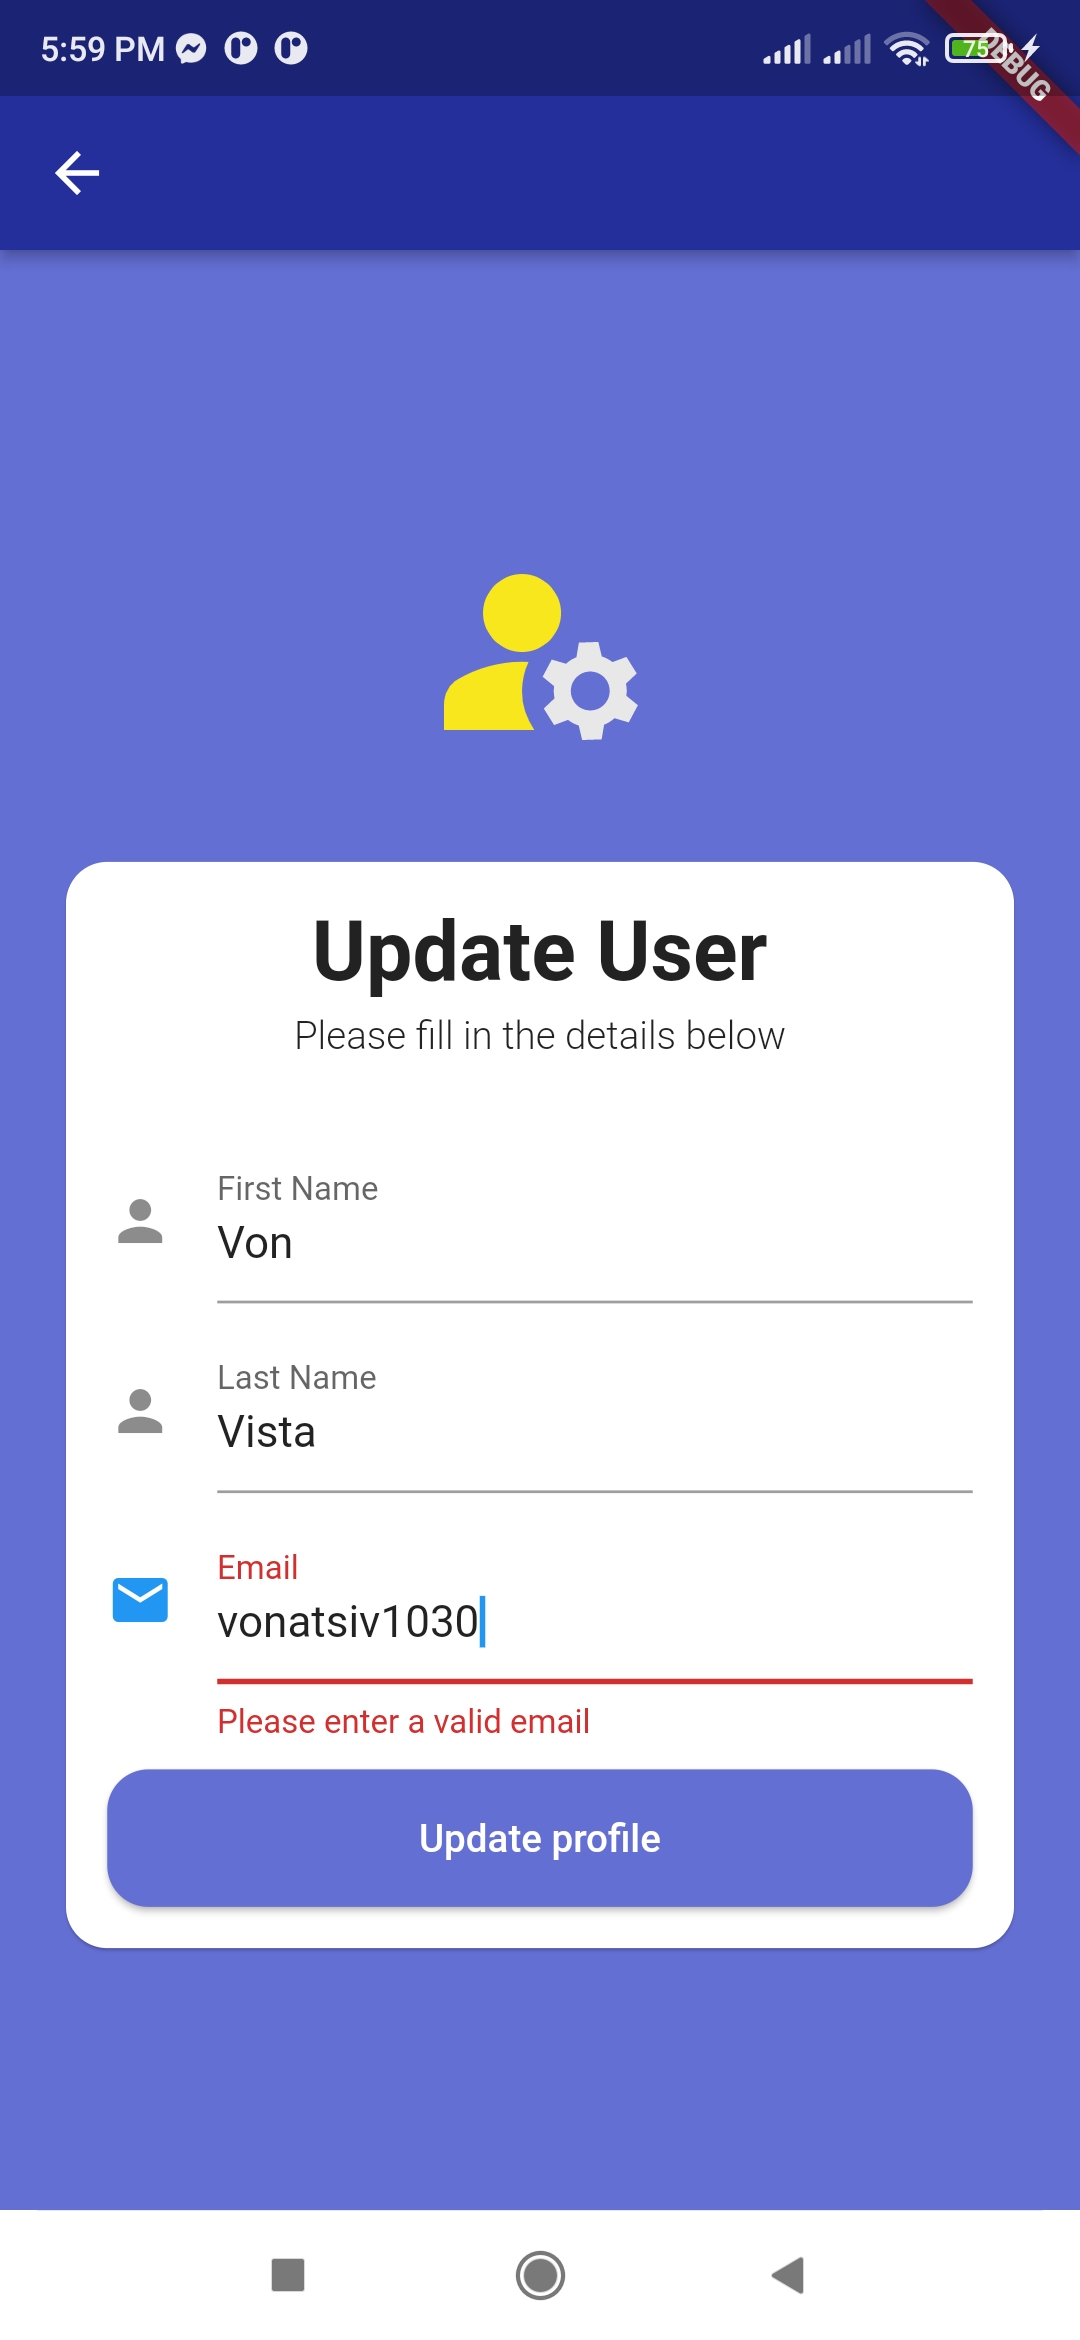 5:59 PM
75
DEBUG
Update User
Please fill in the details below
First Name
Von
Last Name
Vista
Email
vonatsiv1030
Please enter a valid email
Update profile